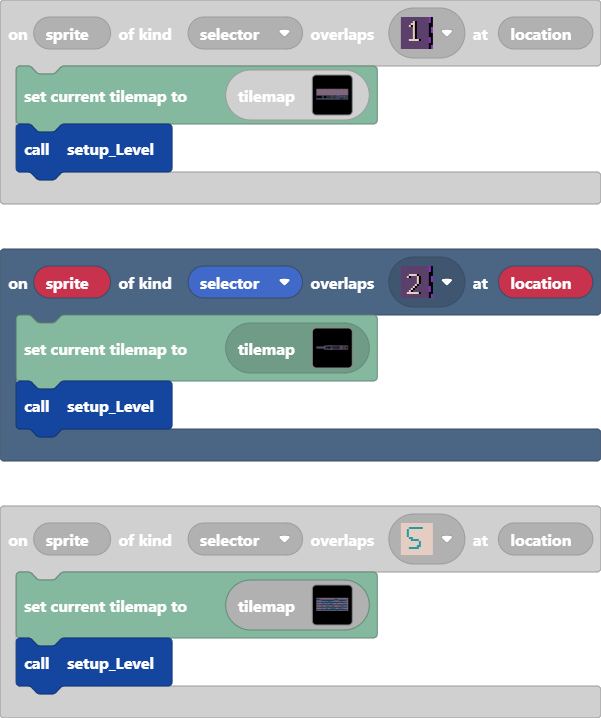 on sprite of kind selector overlaps 1 at location
set current tilemap to tilemap
call setup_Level
on sprite of kind selector overlaps 2 at location
set current tilemap to tilemap
call setup_Level
on sprite of kind selector overlaps S at location
set current tilemap to tilemap
call setup_Level